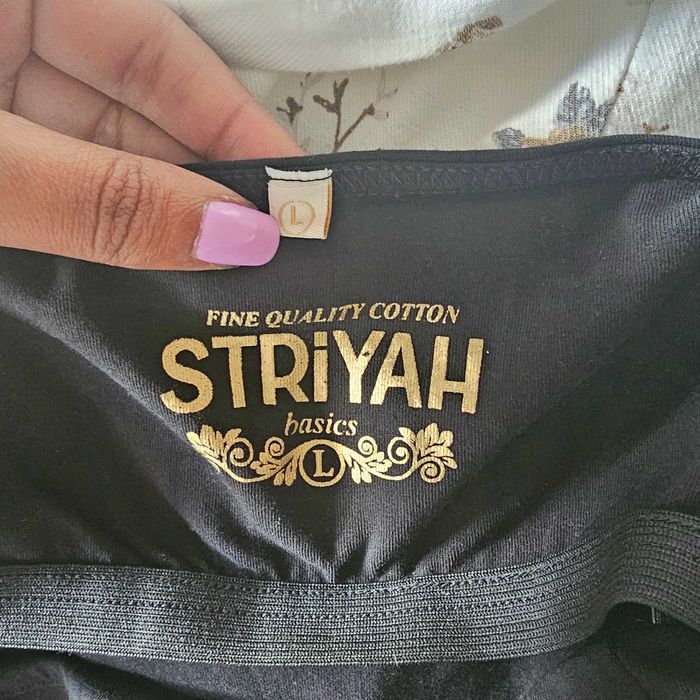 L
FINE QUALITY COTTON
STRiYAH
basics
L